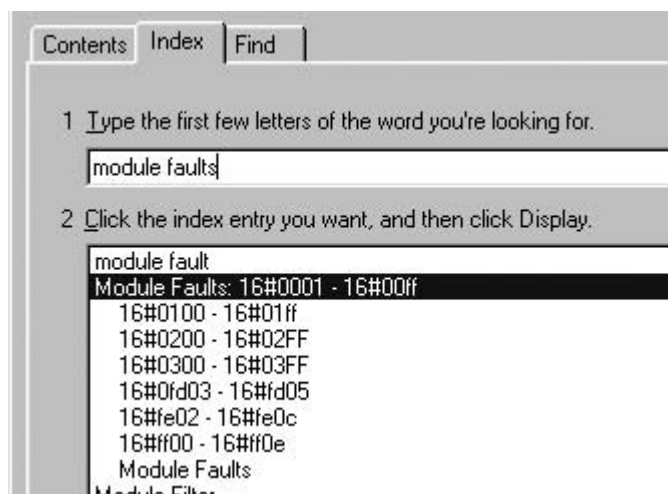 Contents Index Find
1 Type the first few letters of the word you're looking for.
module faults
2 Click the index entry you want, and then click Display.
module fault
Module Faults: 16#0001 - 16#00ff
16#0100 - 16#01ff
16#0200 - 16#02FF
16#0300 - 16#03FF
16#0fd03 - 16#fd05
16#fe02 - 16#fe0c
16#ff00 - 16#ff0e
Module Faults
Module Filter